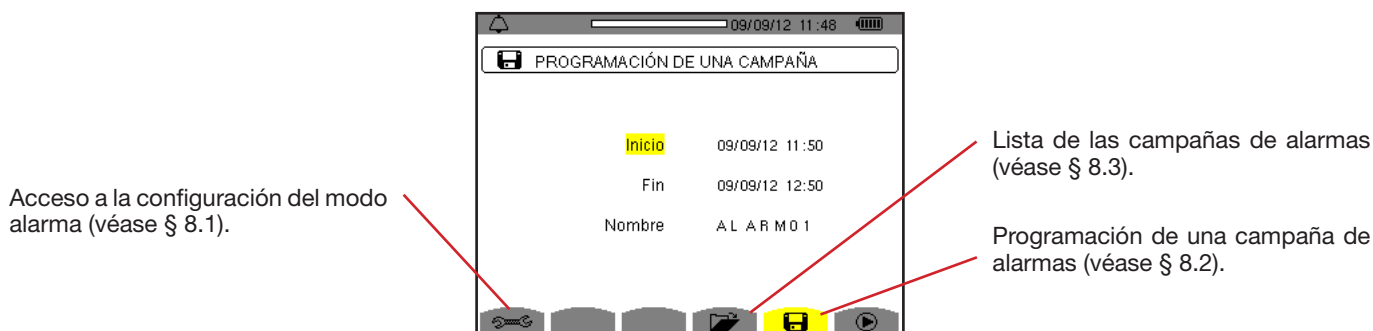 09/09/12 11:48
PROGRAMACIÓN DE UNA CAMPAÑA
Inicio 09/09/12 11:50
Fin 09/09/12 12:50
Nombre ALARM01
Acceso a la configuración del modo
alarma (véase § 8.1).
Lista de las campañas de alarmas
(véase § 8.3).
Programación de una campaña de
alarmas (véase § 8.2).